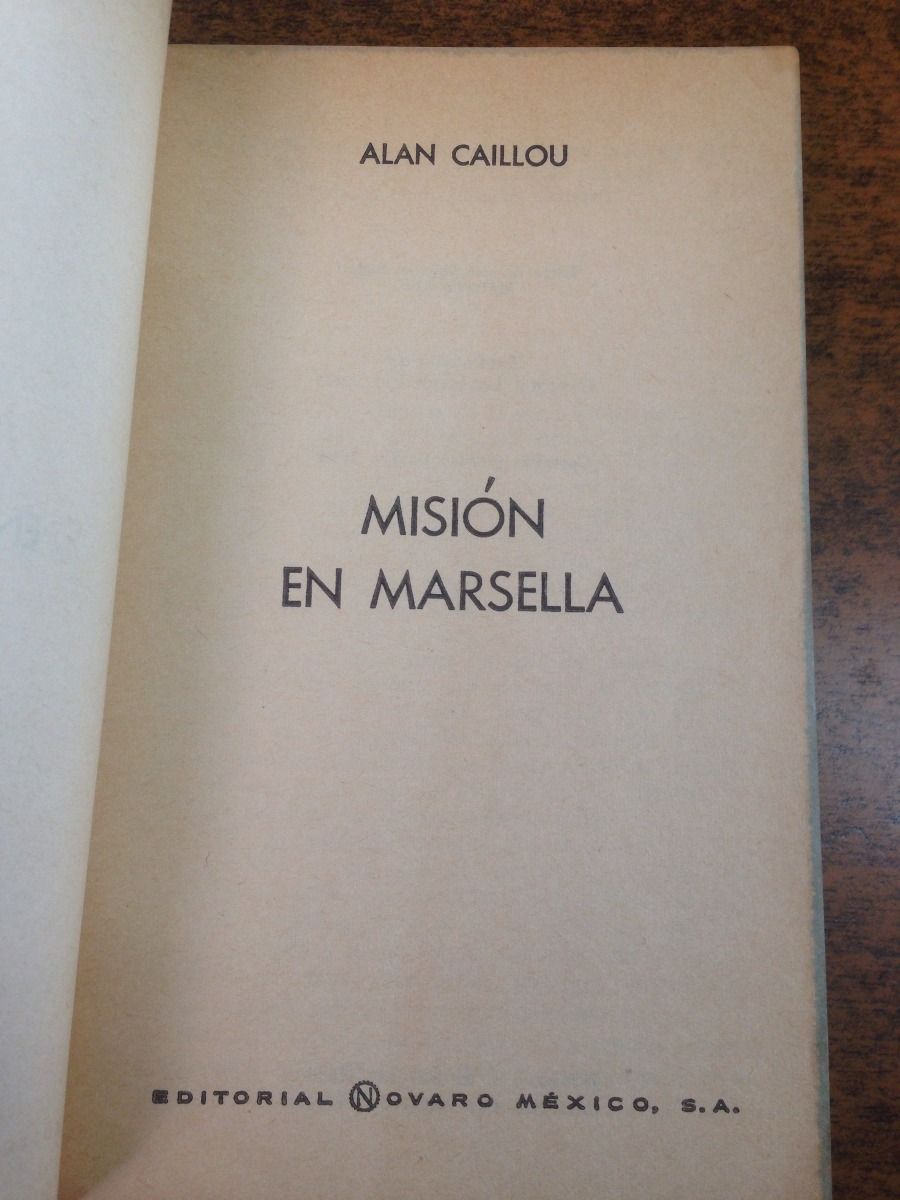 ALAN CAILLOU
MISIÓN
EN MARSELLA
EDITORIAL NOVARO MÉXICO, S.A.